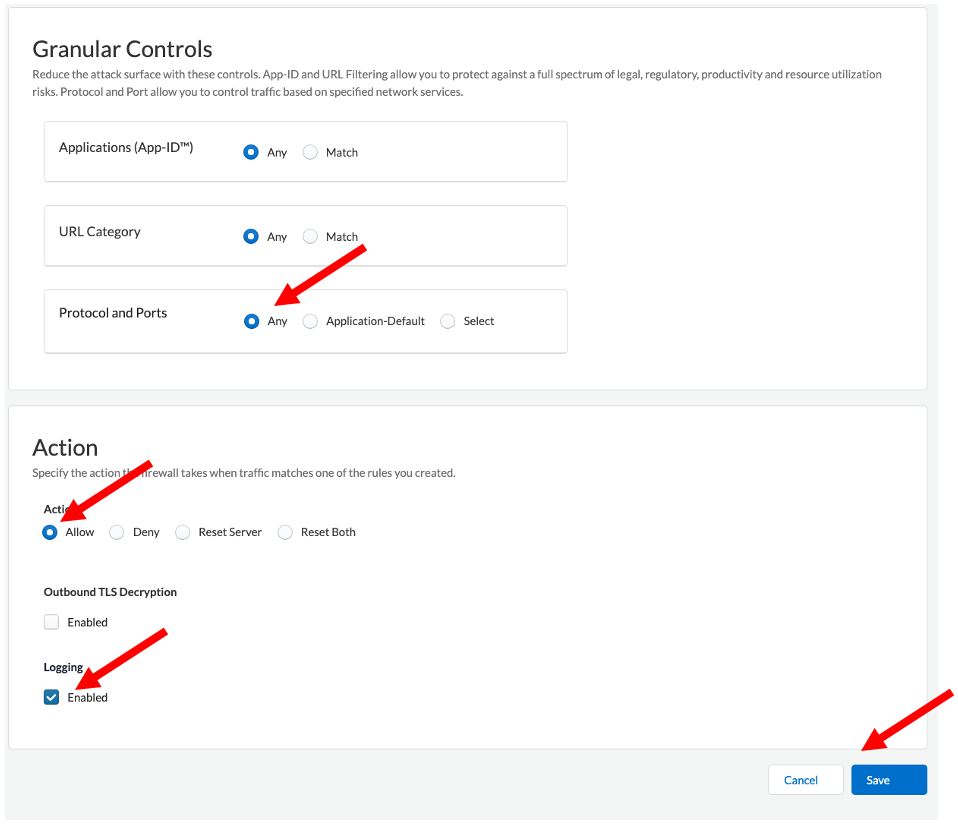 Granular Controls
Reduce the attack surface with these controls. App-ID and URL Filtering allow you to protect against a full spectrum of legal, regulatory, productivity and resource utilization
risks. Protocol and Port allow you to control traffic based on specified network services.
Applications (App-ID™) Any Match
URL Category Any Match
Protocol and Ports Any Application-Default Select
Action
Specify the action the firewall takes when traffic matches one of the rules you created.
Action
Allow Deny Reset Server Reset Both
Outbound TLS Decryption
Enabled
Logging
Enabled
Cancel Save